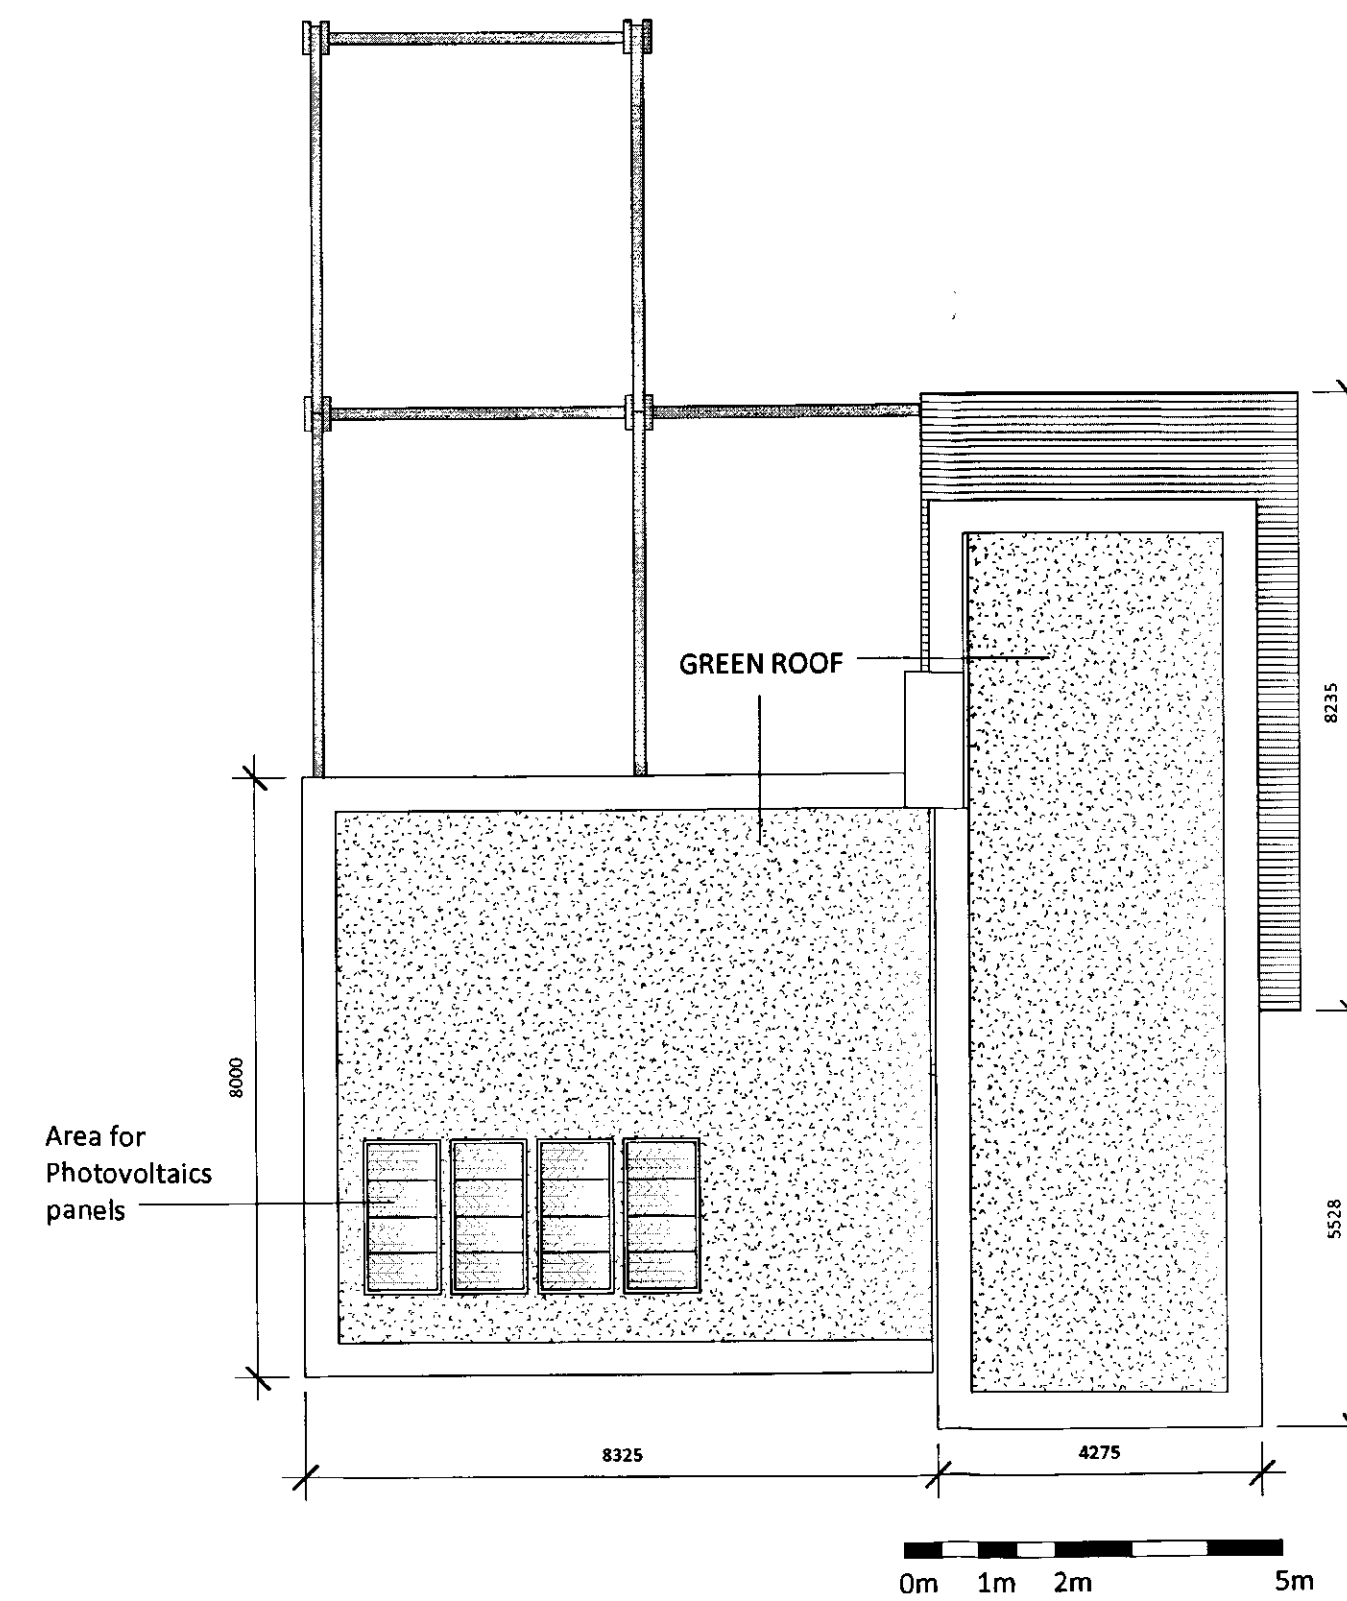 GREEN ROOF
8235
8000
Area for
Photovoltaics
panels
5528
8325
4275
0m 1m 2m 5m